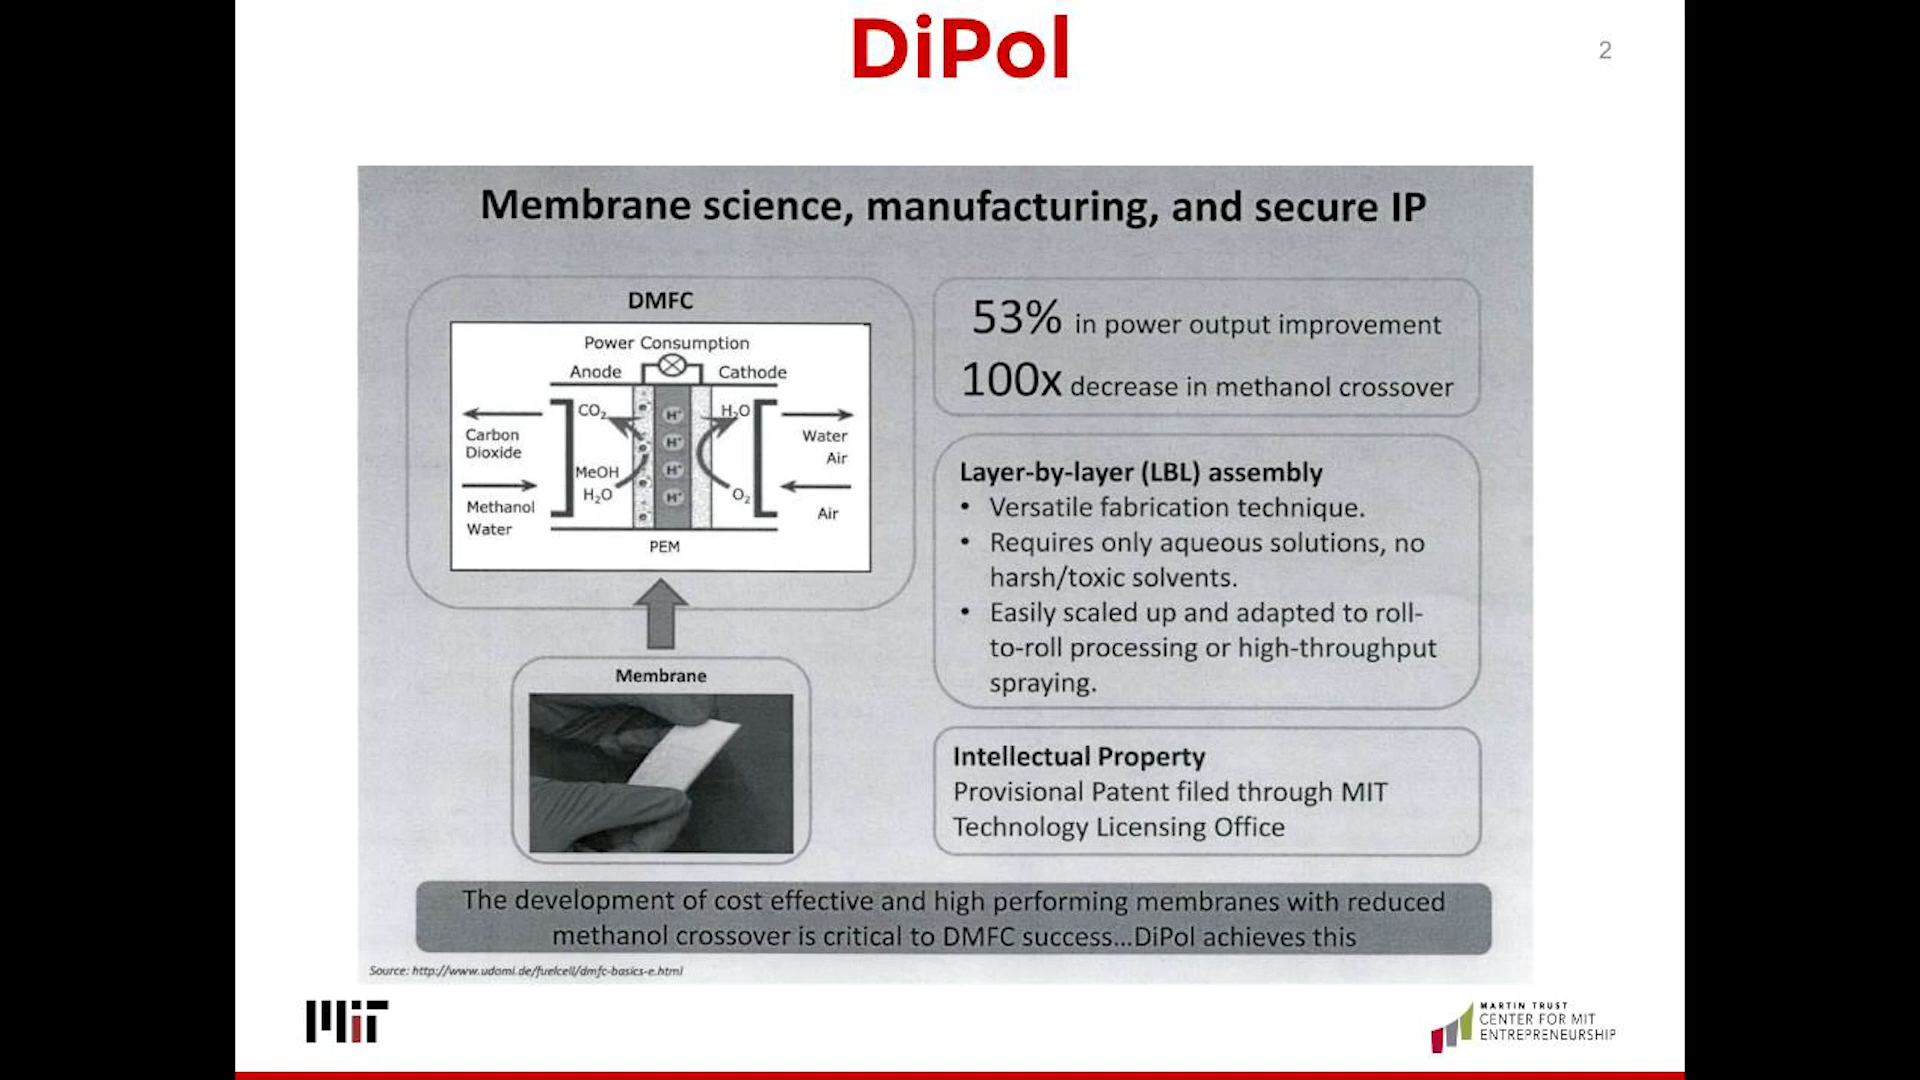 DiPol
2
Membrane science, manufacturing, and secure IP
DMFC
Power Consumption
Anode
Cathode
CO2
H2O
H+
H+
H+
H+
Carbon
Dioxide
Water
Air
MeOH
H2O
O2
Methanol
Water
Air
PEM
Membrane
53% in power output improvement
100x decrease in methanol crossover
Layer-by-layer (LBL) assembly
• Versatile fabrication technique.
• Requires only aqueous solutions, no
harsh/toxic solvents.
• Easily scaled up and adapted to roll-
to-roll processing or high-throughput
spraying.
Intellectual Property
Provisional Patent filed through MIT
Technology Licensing Office
The development of cost effective and high performing membranes with reduced
methanol crossover is critical to DMFC success...DiPol achieves this
Source: http://www.udomi.de/fuelcell/dmfc-basics-e.html
MIT
MARTIN TRUST
CENTER FOR MIT
ENTREPRENEURSHIP